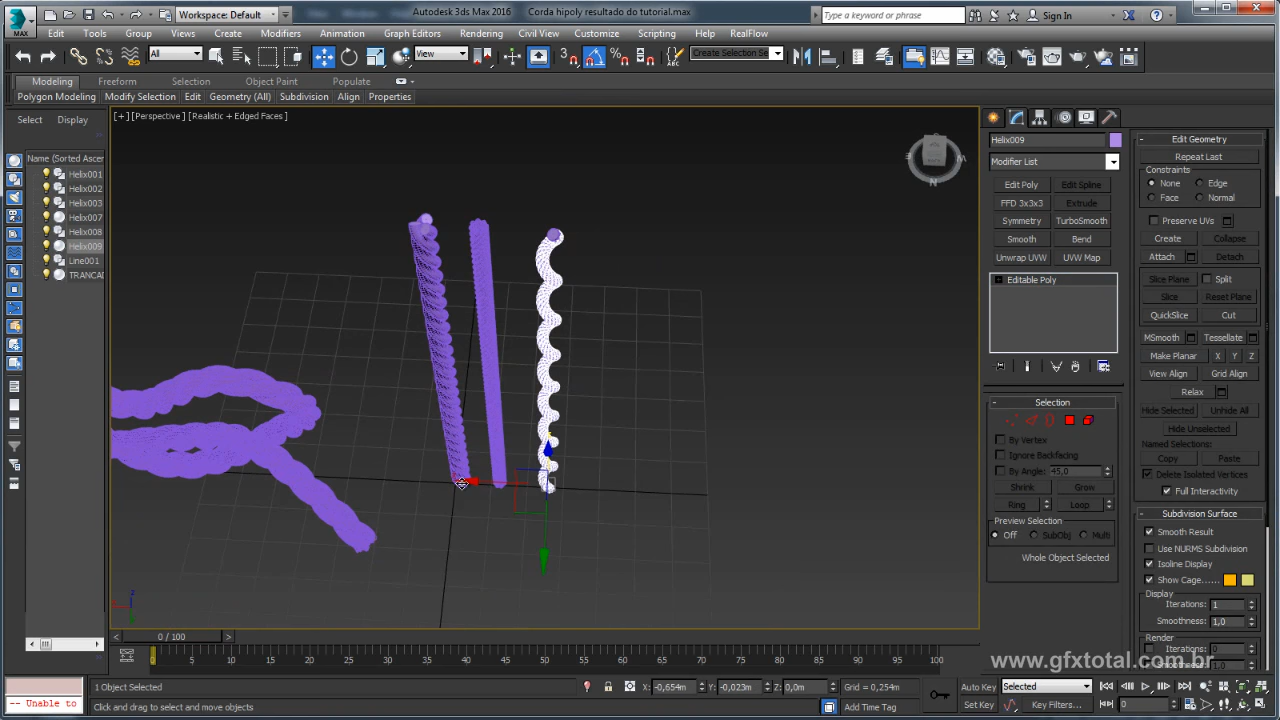 Workspace: Default
Autodesk 3ds Max 2016 Corda hipoly resultado do tutorial.max
Type a keyword or phrase
Sign In
MAX
Edit Tools Group Views Create Modifiers Animation Graph Editors Rendering Civil View Customize Scripting Help RealFlow
All
View
Create Selection Se
Modeling Freeform Selection Object Paint Populate
Polygon Modeling Modify Selection Edit Geometry (All) Subdivision Align Properties
Select Display
[+] [Perspective] [Realistic + Edged Faces]
Name (Sorted Ascen
Helix001
Helix002
Helix003
Helix007
Helix008
Helix009
Line001
TRANCAD
N
Helix009
Modifier List
Edit Poly Edit Spline
FFD 3x3x3 Extrude
Symmetry TurboSmooth
Smooth Bend
Unwrap UVW UVW Map
Editable Poly
Selection
By Vertex
Ignore Backfacing
By Angle: 45,0
Shrink Grow
Ring Loop
Preview Selection
Off SubObj Multi
Whole Object Selected
Edit Geometry
Repeat Last
Constraints
None Edge
Face Normal
Preserve UVs
Create Collapse
Attach Detach
Slice Plane Split
Slice Reset Plane
QuickSlice Cut
MSmooth Tessellate
Make Planar X Y Z
View Align Grid Align
Relax
Hide Selected Unhide All
Hide Unselected
Named Selections:
Copy Paste
Delete Isolated Vertices
Full Interactivity
Subdivision Surface
Smooth Result
Use NURMS Subdivision
Isoline Display
Show Cage......
Display
Iterations: 1
Smoothness: 1,0
Render
Iterations: 0
Smoothness: 1,0
z
0 / 100
0 5 10 15 20 25 30 35 40 45 50 55 60 65 70 75 80 85 90 95 100
www.gfxtotal.com.br
1 Object Selected
X: -0,654m Y: -0,023m Z: 0,0m Grid = 0,254m
Auto Key Selected
-- Unable to
Click and drag to select and move objects
Add Time Tag
Set Key Key Filters... 0